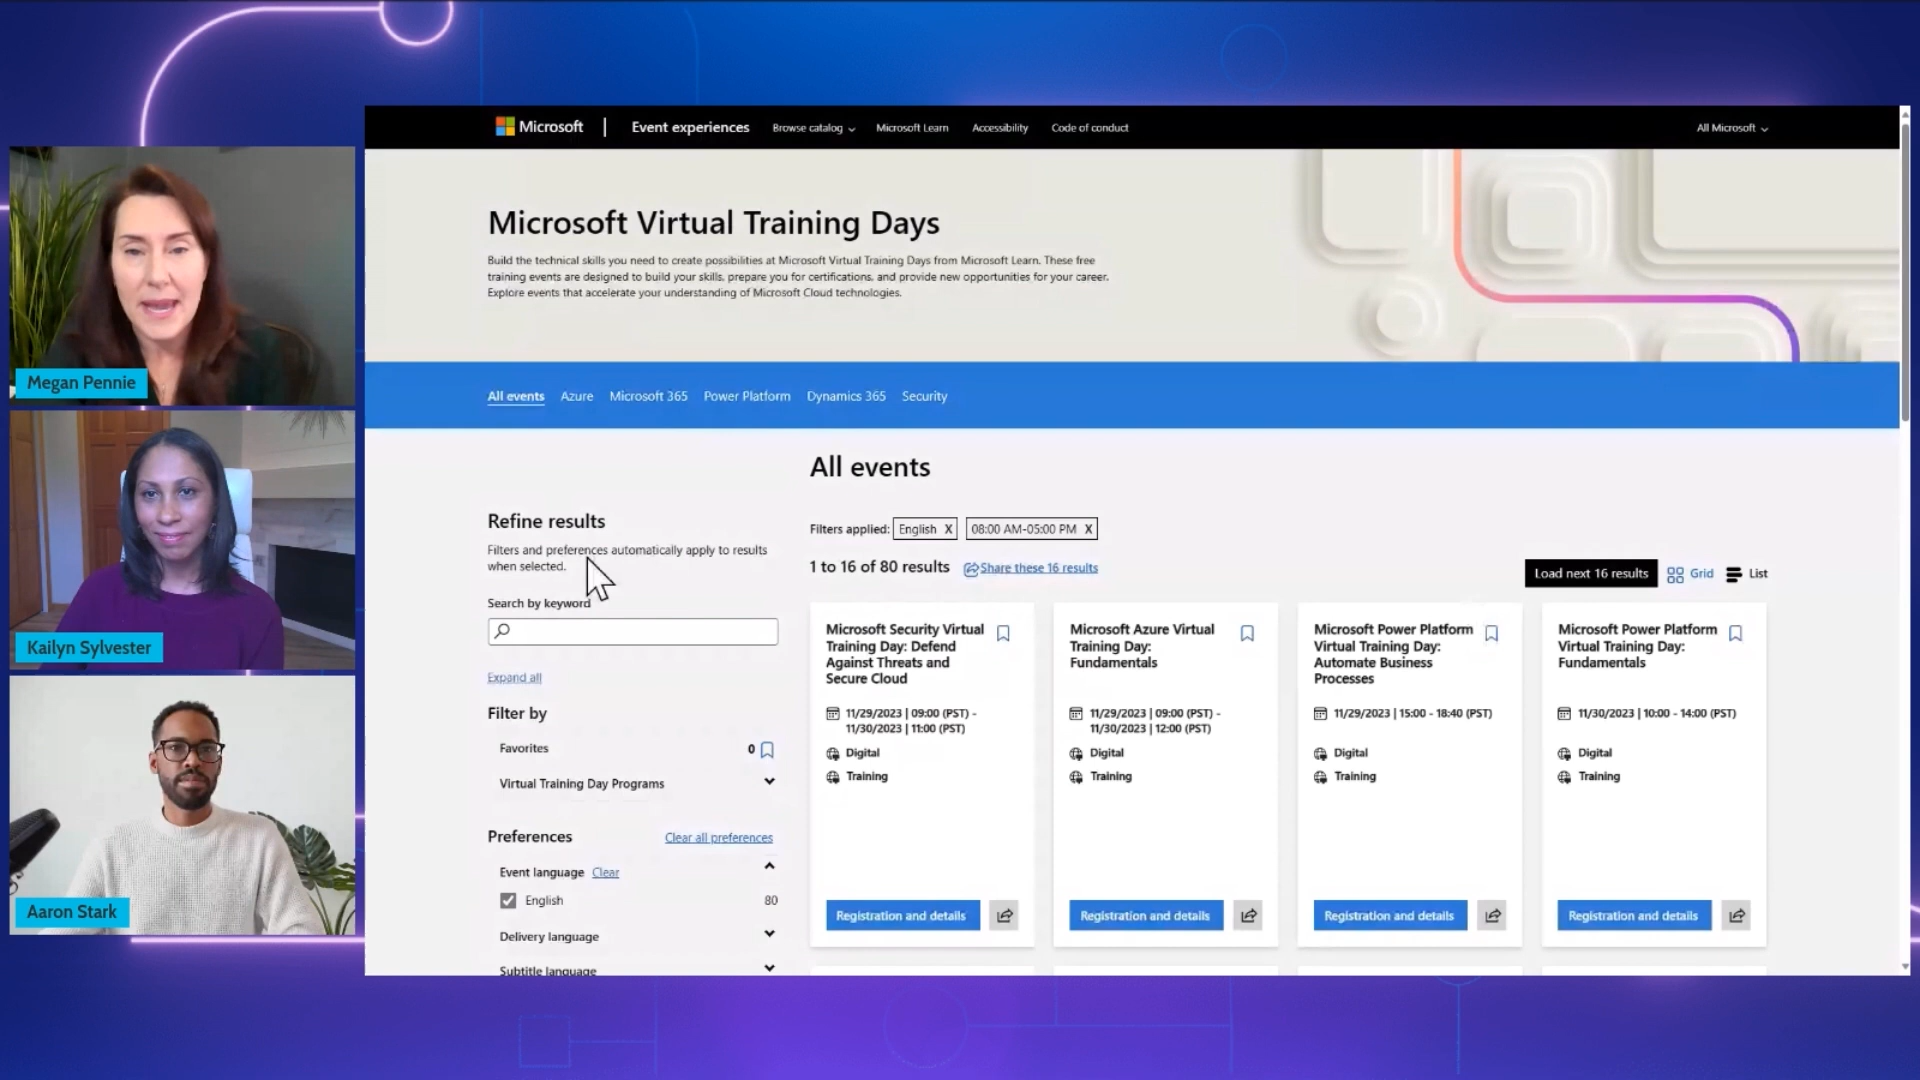 Microsoft | Event experiences Browse catalog Microsoft Learn Accessibility Code of conduct All Microsoft
Microsoft Virtual Training Days
Build the technical skills you need to create possibilities at Microsoft Virtual Training Days from Microsoft Learn. These free
training events are designed to build your skills, prepare you for certifications, and provide new opportunities for your career.
Explore events that accelerate your understanding of Microsoft Cloud technologies.
All events Azure Microsoft 365 Power Platform Dynamics 365 Security
Megan Pennie
Kailyn Sylvester
Aaron Stark
Refine results
Filters and preferences automatically apply to results
when selected.
Search by keyword
Expand all
Filter by
Favorites 0
Virtual Training Day Programs
Preferences Clear all preferences
Event language Clear
English 80
Delivery language
Subtitle language
All events
Filters applied: English X 08:00 AM-05:00 PM X
1 to 16 of 80 results Share these 16 results
Load next 16 results Grid List
Microsoft Security Virtual
Training Day: Defend
Against Threats and
Secure Cloud
11/29/2023 | 09:00 (PST) -
11/30/2023 | 11:00 (PST)
Digital
Training
Registration and details
Microsoft Azure Virtual
Training Day:
Fundamentals
11/29/2023 | 09:00 (PST) -
11/30/2023 | 12:00 (PST)
Digital
Training
Registration and details
Microsoft Power Platform
Virtual Training Day:
Automate Business
Processes
11/29/2023 | 15:00 - 18:40 (PST)
Digital
Training
Registration and details
Microsoft Power Platform
Virtual Training Day:
Fundamentals
11/30/2023 | 10:00 - 14:00 (PST)
Digital
Training
Registration and details